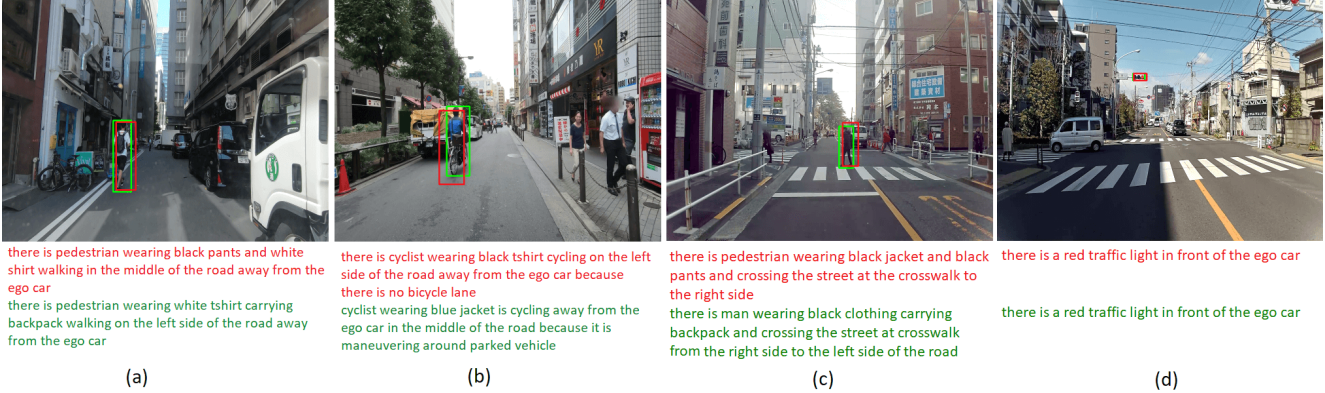 there is pedestrian wearing black pants and white
shirt walking in the middle of the road away from the
ego car
there is pedestrian wearing white tshirt carrying
backpack walking on the left side of the road away
from the ego car
(a)
there is cyclist wearing black tshirt cycling on the left
side of the road away from the ego car because
there is no bicycle lane
cyclist wearing blue jacket is cycling away from the
ego car in the middle of the road because it is
maneuvering around parked vehicle
(b)
there is pedestrian wearing black jacket and black
pants and crossing the street at the crosswalk to
the right side
there is man wearing black clothing carrying
backpack and crossing the street at crosswalk
from the right side to the left side of the road
(c)
there is a red traffic light in front of the ego car
there is a red traffic light in front of the ego car
(d)